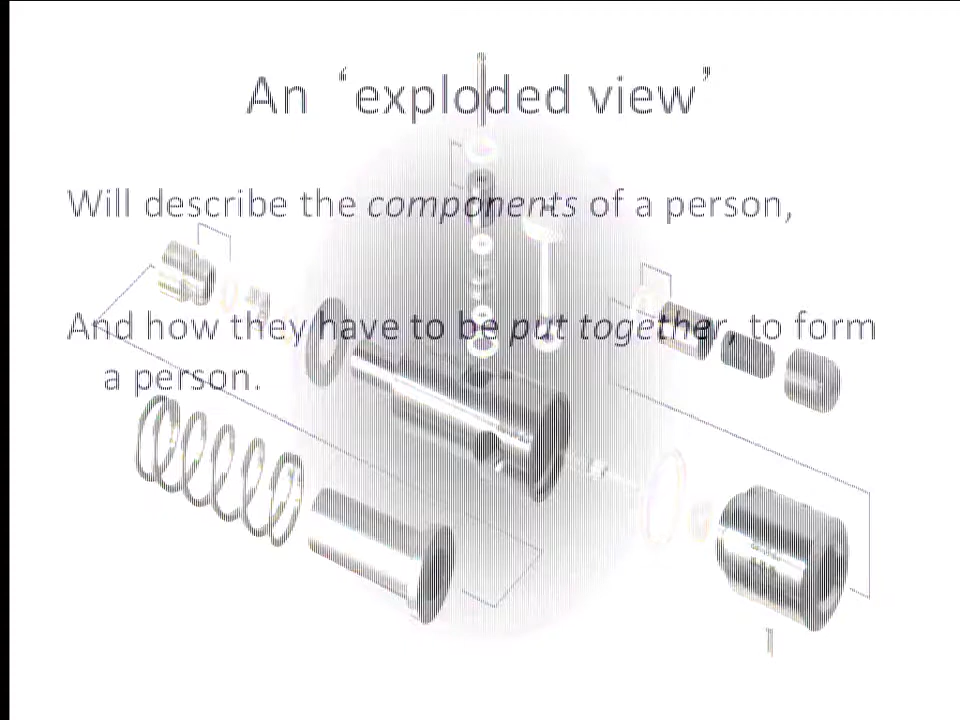 An ‘exploded view’
Will describe the components of a person,
And how they have to be put together, to form
a person.